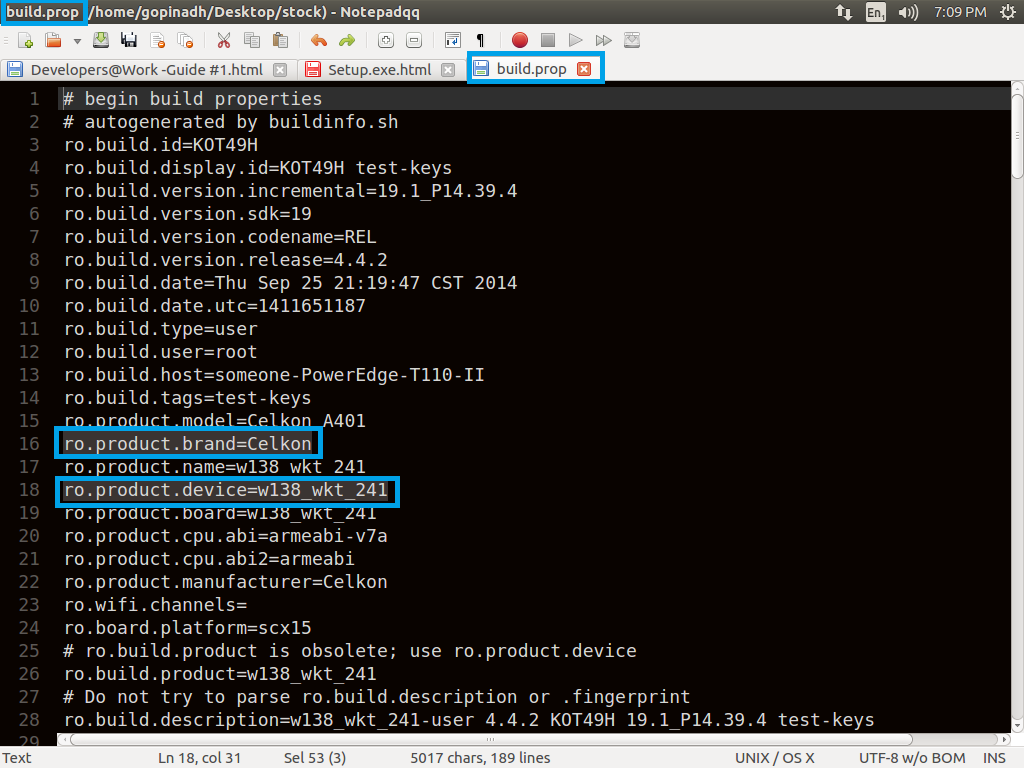 build.prop (/home/gopinadh/Desktop/stock) - Notepadqq
En1 7:09 PM
Developers@Work -Guide #1.html Setup.exe.html build.prop
1 # begin build properties
2 # autogenerated by buildinfo.sh
3 ro.build.id=KOT49H
4 ro.build.display.id=KOT49H test-keys
5 ro.build.version.incremental=19.1_P14.39.4
6 ro.build.version.sdk=19
7 ro.build.version.codename=REL
8 ro.build.version.release=4.4.2
9 ro.build.date=Thu Sep 25 21:19:47 CST 2014
10 ro.build.date.utc=1411651187
11 ro.build.type=user
12 ro.build.user=root
13 ro.build.host=someone-PowerEdge-T110-II
14 ro.build.tags=test-keys
15 ro.product.model=Celkon A401
16 ro.product.brand=Celkon
17 ro.product.name=w138_wkt_241
18 ro.product.device=w138_wkt_241
19 ro.product.board=w138_wkt_241
20 ro.product.cpu.abi=armeabi-v7a
21 ro.product.cpu.abi2=armeabi
22 ro.product.manufacturer=Celkon
23 ro.wifi.channels=
24 ro.board.platform=scx15
25 # ro.build.product is obsolete; use ro.product.device
26 ro.build.product=w138_wkt_241
27 # Do not try to parse ro.build.description or .fingerprint
28 ro.build.description=w138_wkt_241-user 4.4.2 KOT49H 19.1_P14.39.4 test-keys
29
Text Ln 18, col 31 Sel 53 (3) 5017 chars, 189 lines UNIX / OS X UTF-8 w/o BOM INS